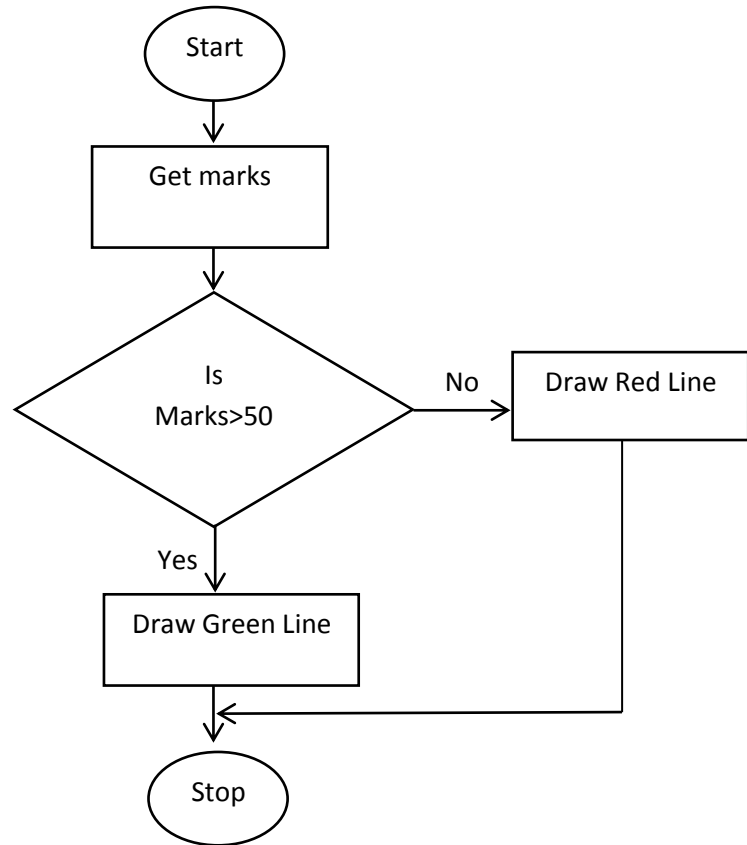 Start
Get marks
Is
Marks>50
No
Draw Red Line
Yes
Draw Green Line
Stop